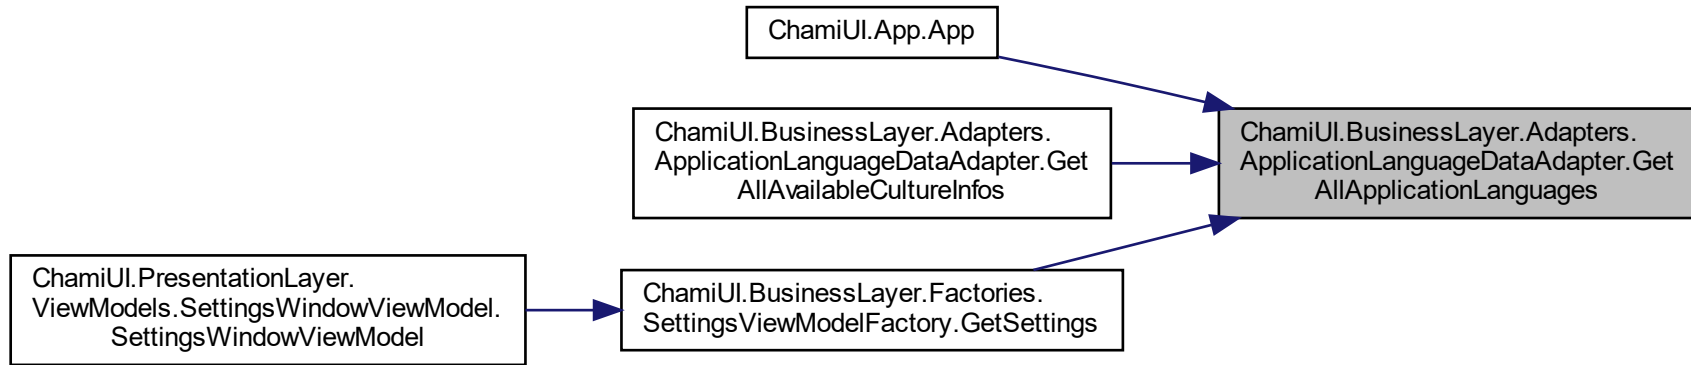 ChamiUI.App.App
ChamiUI.BusinessLayer.Adapters.
ApplicationLanguageDataAdapter.Get
AllAvailableCultureInfos
ChamiUI.BusinessLayer.Adapters.
ApplicationLanguageDataAdapter.Get
AllApplicationLanguages
ChamiUI.PresentationLayer.
ViewModels.SettingsWindowViewModel.
SettingsWindowViewModel
ChamiUI.BusinessLayer.Factories.
SettingsViewModelFactory.GetSettings